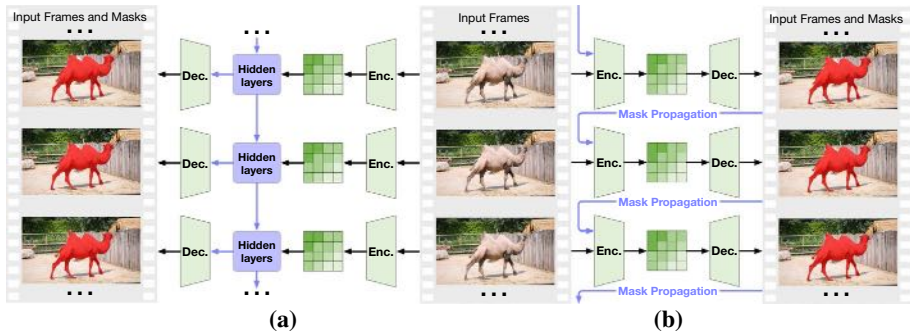 Input Frames and Masks
...
Dec.
Hidden layers
Enc.
Dec.
Hidden layers
Enc.
Dec.
Hidden layers
Enc.
...
...
(a)
Input Frames
...
...
Enc.
Dec.
Mask Propagation
Enc.
Dec.
Mask Propagation
Enc.
Dec.
Mask Propagation
(b)
Input Frames and Masks
...
...